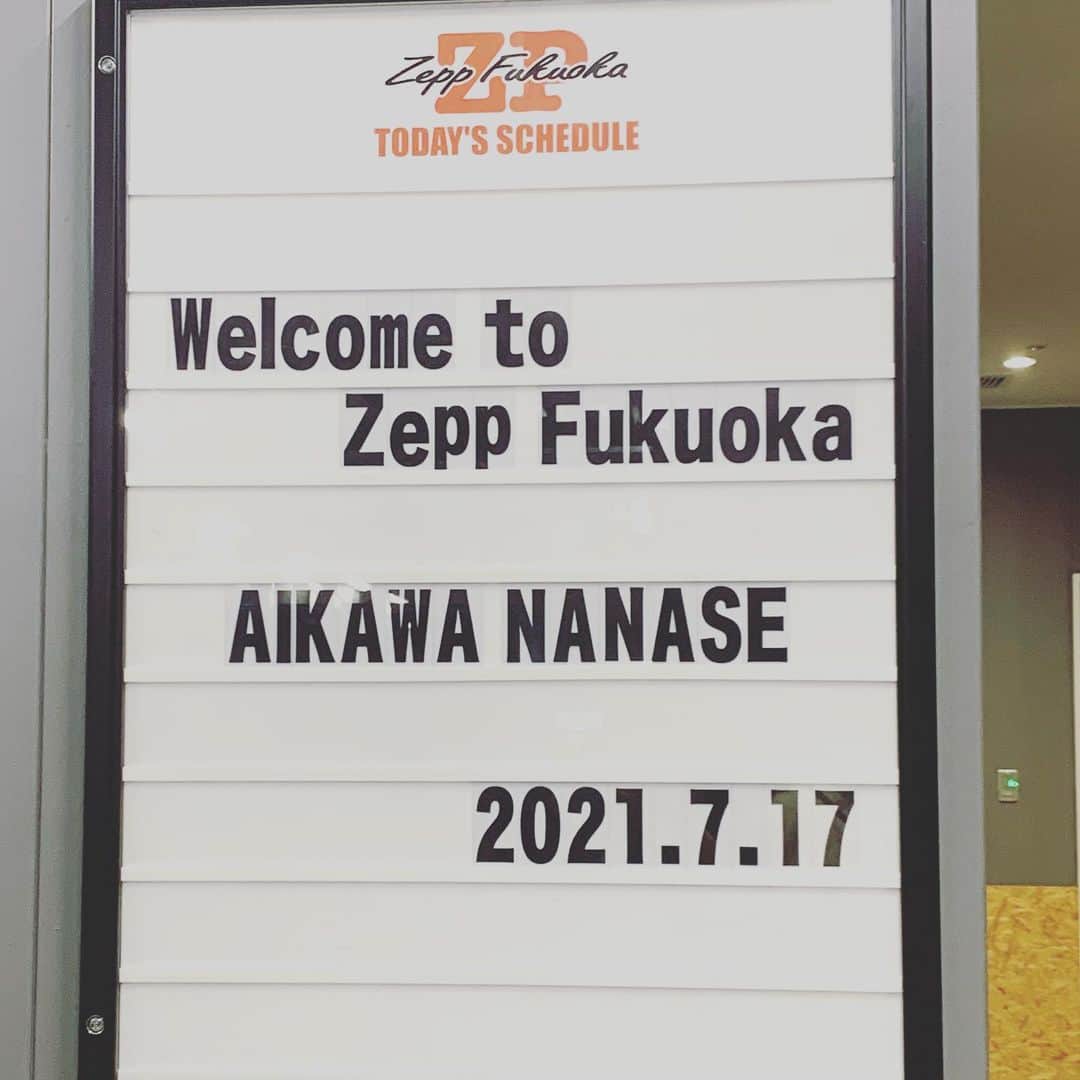 ZP
Zepp Fukuoka
TODAY'S SCHEDULE
Welcome to
Zepp Fukuoka
AIKAWA NANASE
2021.7.17